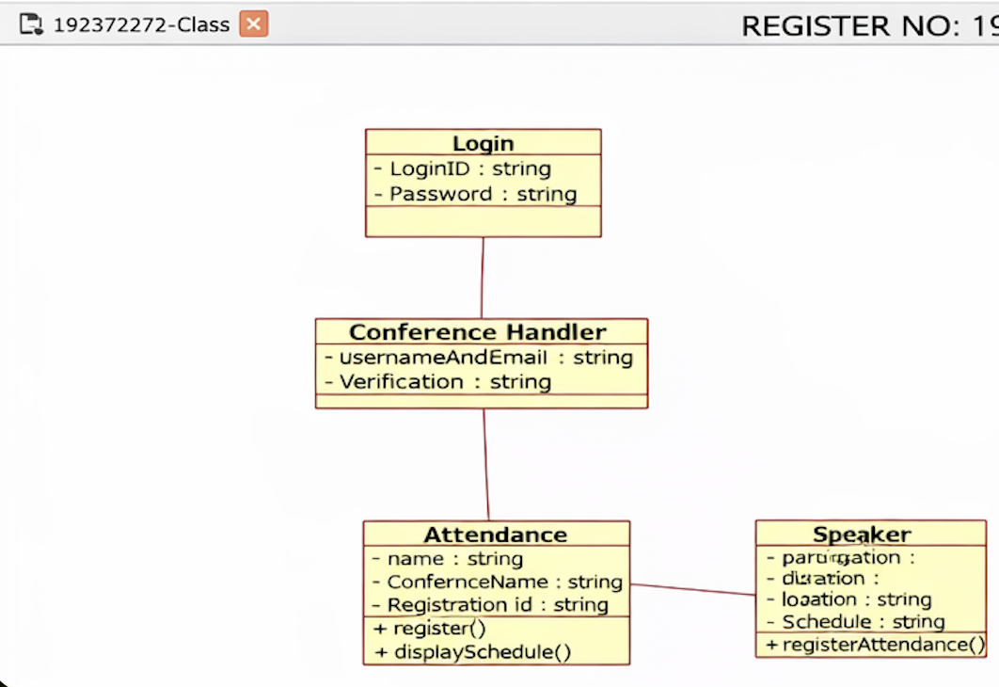 192372272-Class
REGISTER NO: 19
Login
- LoginID : string
- Password : string
Conference Handler
- usernameAndEmail : string
- Verification : string
Attendance
- name : string
- ConfernceName : string
- Registration id : string
+ register()
+ displaySchedule()
Speaker
- :
- duration :
- location : string
- Schedule : string
+ registerAttendance()